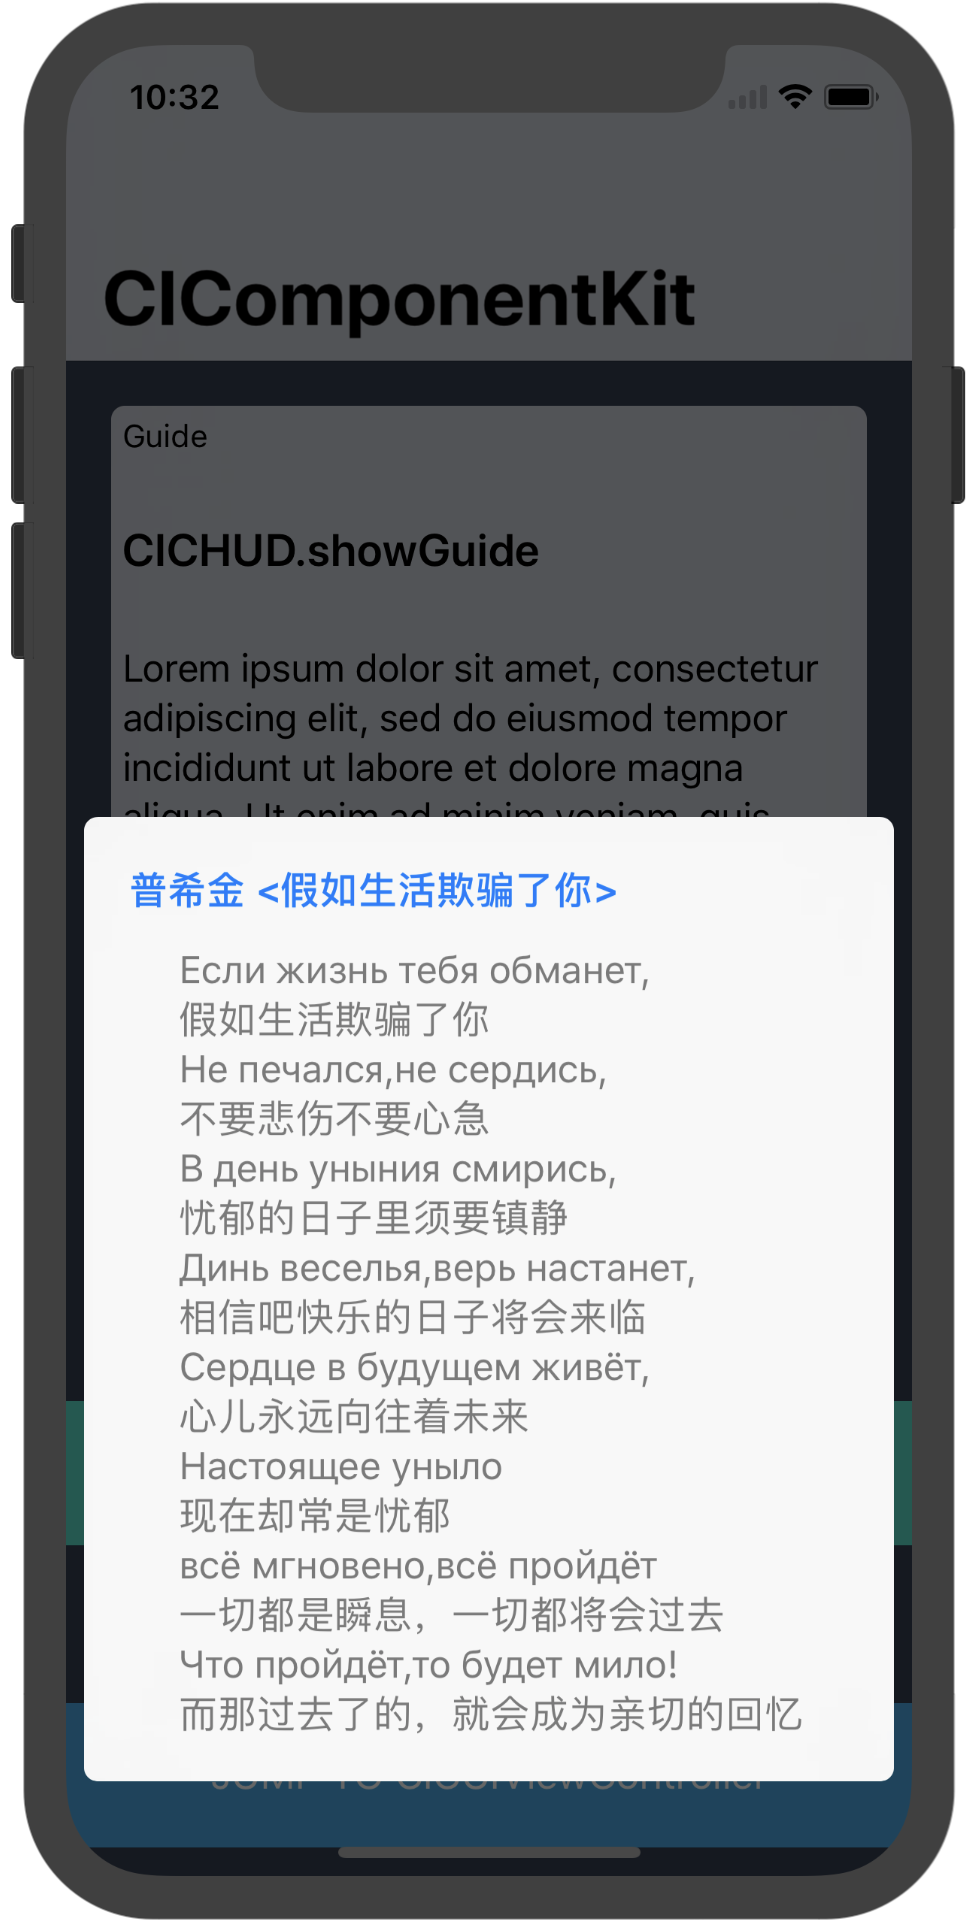 10:32
CIComponentKit
Guide
CICHUD.showGuide
Lorem ipsum dolor sit amet, consectetur
adipiscing elit, sed do eiusmod tempor
incididunt ut labore et dolore magna
aliqua. Ut enim ad minim veniam, quis
普希金 <假如生活欺骗了你>
Если жизнь тебя обманет,
假如生活欺骗了你
Не печался,не сердись,
不要悲伤不要心急
В день уныния смирись,
忧郁的日子里须要镇静
Динь веселья,верь настанет,
相信吧快乐的日子将会来临
Сердце в будущем живёт,
心儿永远向往着未来
Настоящее уныло
现在却常是忧郁
всё мгновено,всё пройдёт
一切都是瞬息，一切都将会过去
Что пройдёт,то будет мило!
而那过去了的，就会成为亲切的回忆